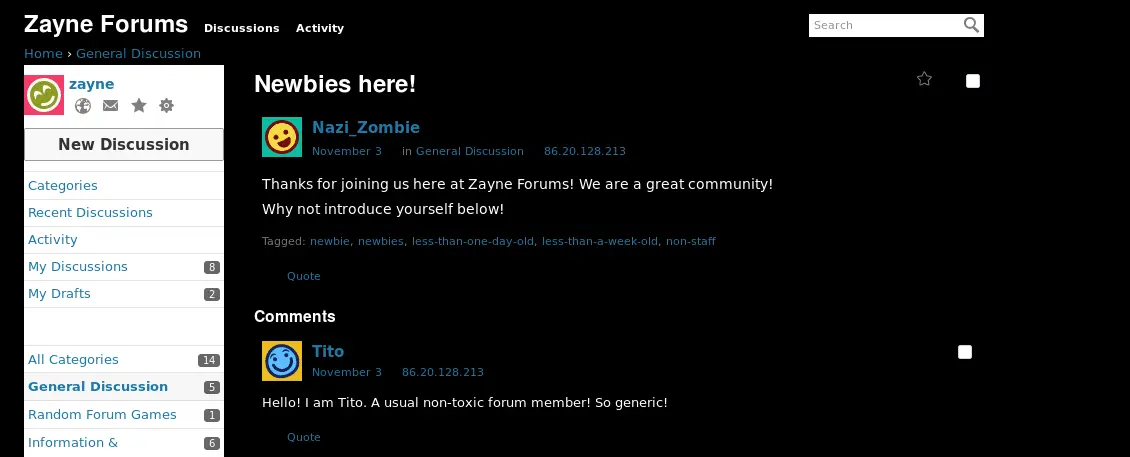 Zayne Forums Discussions Activity Search
Home › General Discussion
zayne
New Discussion
Categories
Recent Discussions
Activity
My Discussions 8
My Drafts 2
All Categories 14
General Discussion 5
Random Forum Games 1
Information & 6
Newbies here!
Nazi_Zombie
November 3 in General Discussion 86.20.128.213
Thanks for joining us here at Zayne Forums! We are a great community!
Why not introduce yourself below!
Tagged: newbie, newbies, less-than-one-day-old, less-than-a-week-old, non-staff
Quote
Comments
Tito
November 3 86.20.128.213
Hello! I am Tito. A usual non-toxic forum member! So generic!
Quote